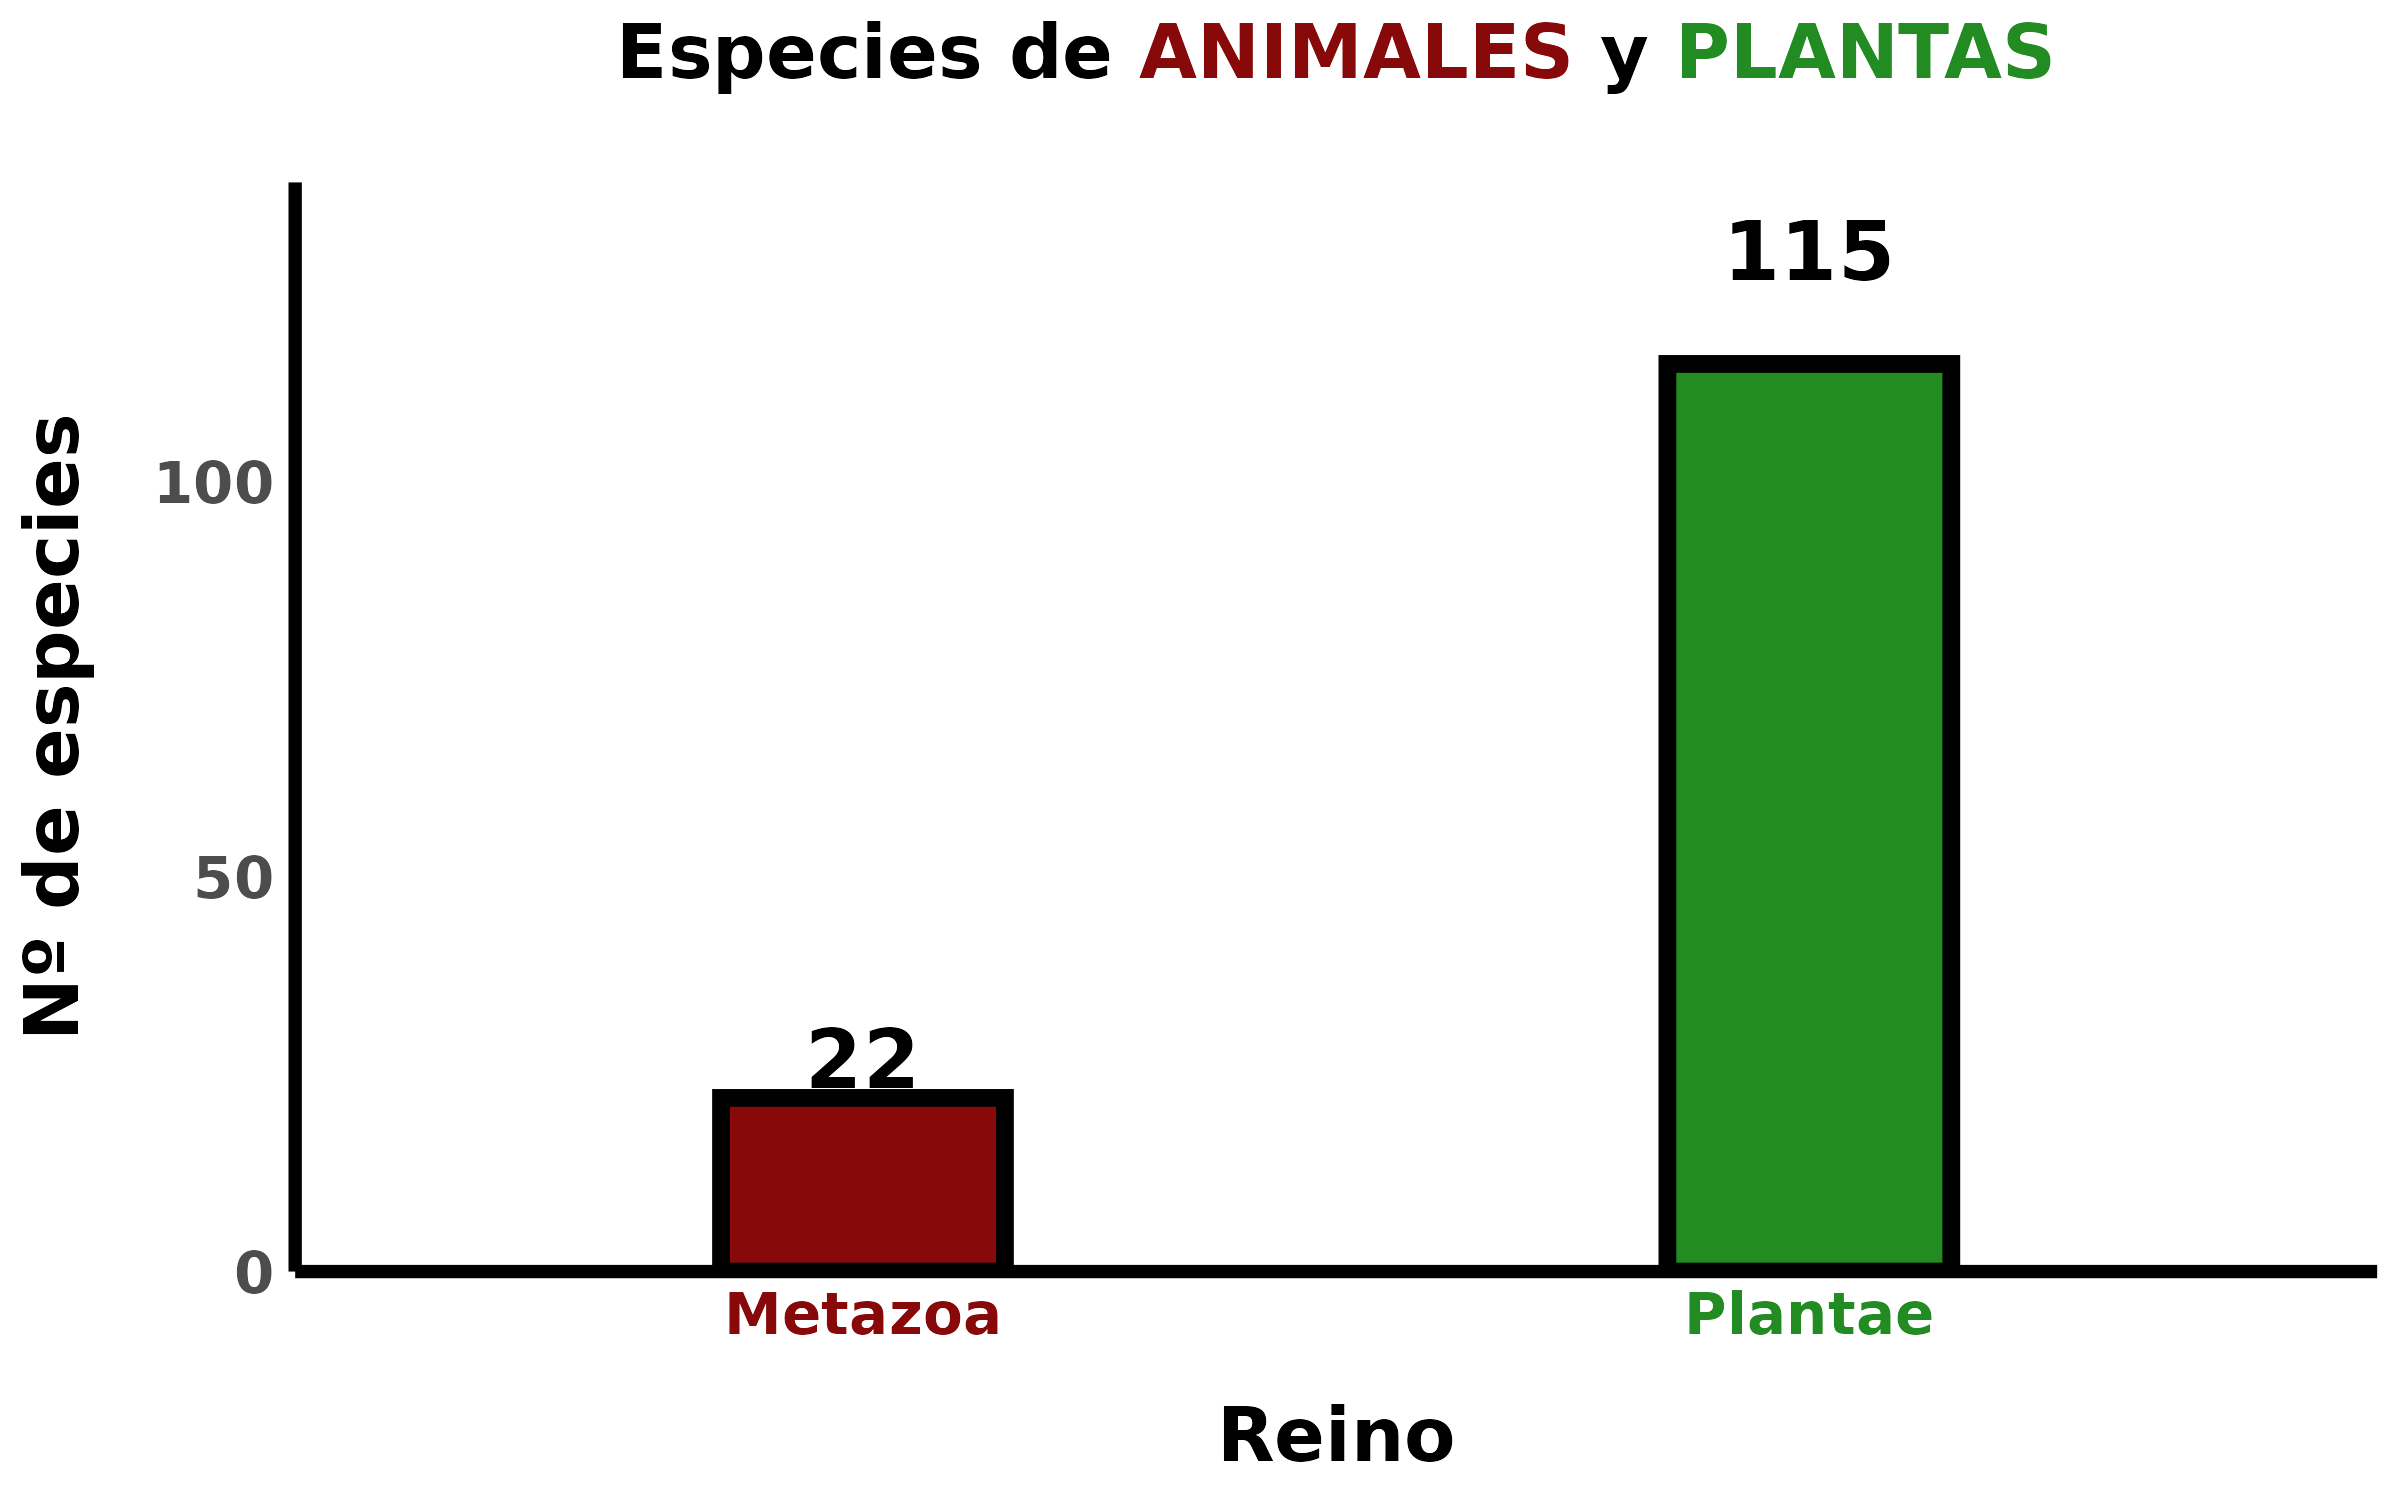 Especies de ANIMALES y PLANTAS
Nº de especies
115
100
50
22
0
Metazoa
Plantae
Reino